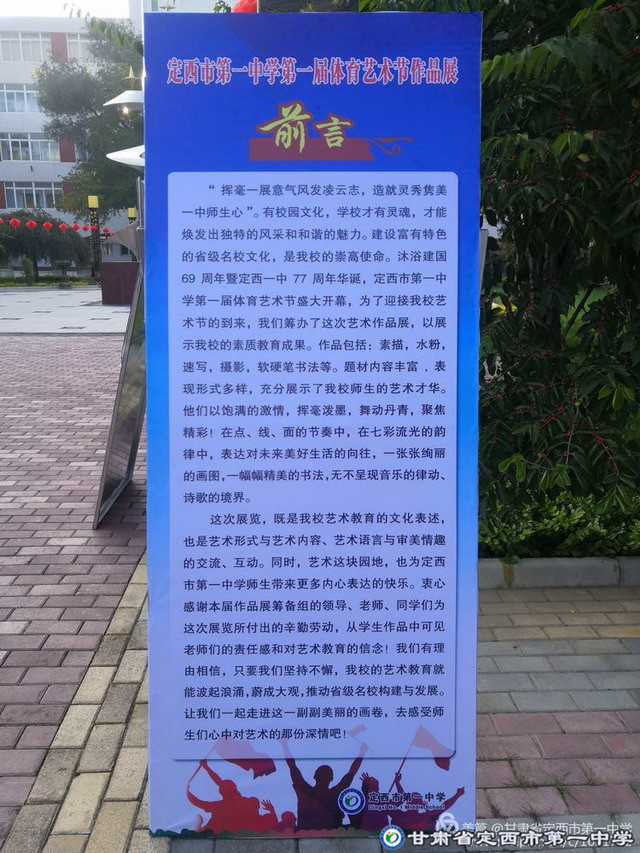 定西市第一中学第一届体育艺术节作品展
前言
“挥毫一展意气风发凌云志，造就灵秀隽美
一中师生心”。有校园文化，学校才有灵魂，才能
焕发出独特的风采和和谐的魅力。建设富有特色
的省级名校文化，是我校的崇高使命。沐浴建国
69 周年暨定西一中 77 周年华诞，定西市第一中
学第一届体育艺术节盛大开幕，为了迎接我校艺
术节的到来，我们筹办了这次艺术作品展，以展
示我校的素质教育成果。作品包括：素描，水粉，
速写，摄影，软硬笔书法等。题材内容丰富，表
现形式多样，充分展示了我校师生的艺术才华。
他们以饱满的激情，挥毫泼墨，舞动丹青，聚焦
精彩！在点、线、面的节奏中，在七彩流光的韵
律中，表达对未来美好生活的向往，一张张绚丽
的画图，一幅幅精美的书法，无不呈现音乐的律动、
诗歌的境界。
这次展览，既是我校艺术教育的文化表述，
也是艺术形式与艺术内容、艺术语言与审美情趣
的交流、互动。同时，艺术这块园地，也为定西
市第一中学师生带来更多内心表达的快乐。衷心
感谢本届作品展筹备组的领导、老师、同学们为
这次展览所付出的辛勤劳动，从学生作品中可见
老师们的责任感和对艺术教育的信念！我们有理
由相信，只要我们坚持不懈，我校的艺术教育就
能波起浪涌，蔚成大观，推动省级名校构建与发展。
让我们一起走进这一副副美丽的画卷，去感受师
生们心中对艺术的那份深情吧！
定西市第一中学
Dingxi No.1 Middle School
美篇 @甘肃省定西市第一中学
甘肃省定西市第一中学